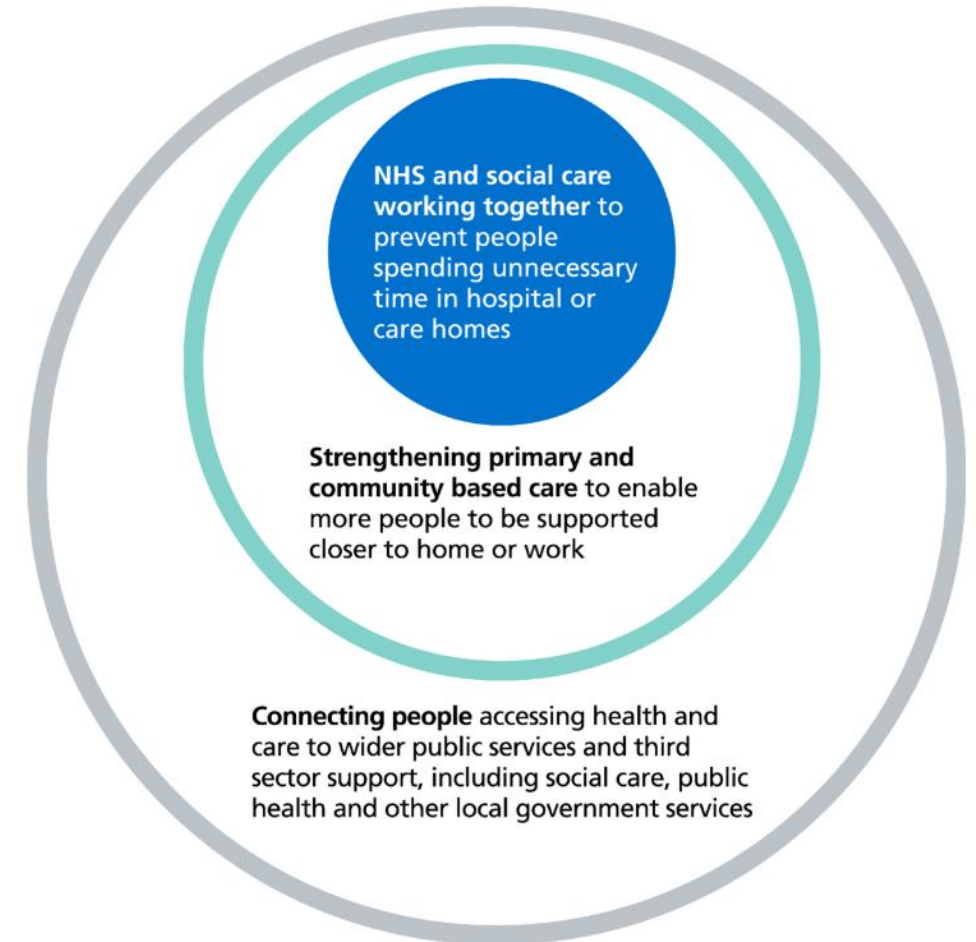 NHS and social care
working together to
prevent people
spending unnecessary
time in hospital or
care homes
Strengthening primary and
community based care to enable
more people to be supported
closer to home or work
Connecting people accessing health and
care to wider public services and third
sector support, including social care, public
health and other local government services